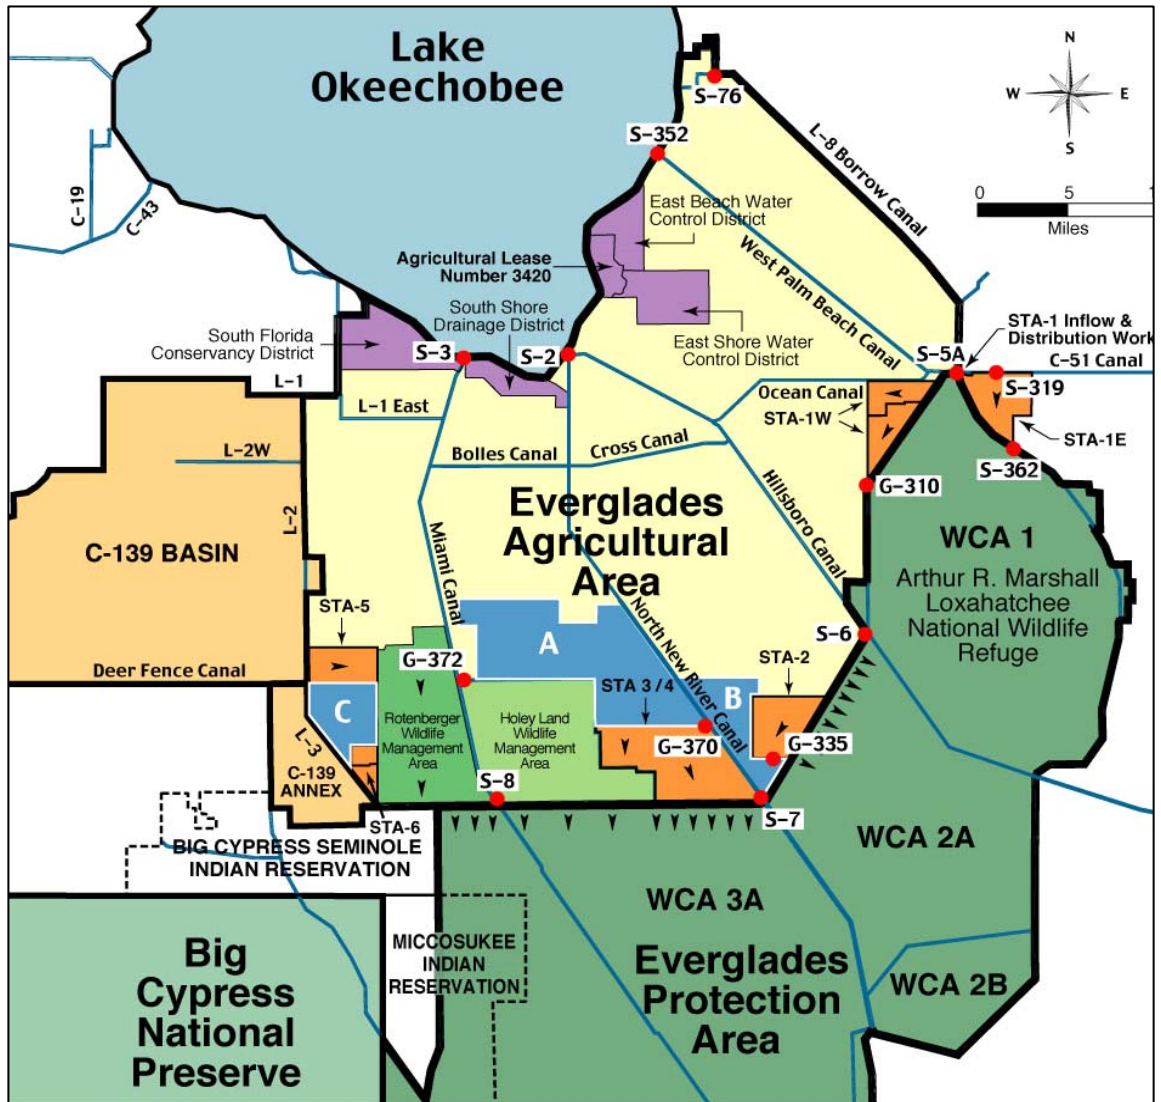 Lake
Okeechobee
N
W
E
S
S-76
S-352
L-8 Borrow Canal
0
5
1
Miles
C-19
C-43
East Beach Water
Control District
Agricultural Lease
Number 3420
West Palm Beach Canal
South Shore
Drainage District
South Florida
Conservancy District
S-3
S-2
East Shore Water
Control District
STA-1 Inflow &
Distribution Work
S-5A
C-51 Canal
L-1
S-319
Ocean Canal
STA-1W
L-1 East
STA-1E
L-2W
Bolles Canal
Cross Canal
S-362
G-310
Hillsboro Canal
L-2
Everglades
Agricultural
Area
Miami Canal
WCA 1
Arthur R. Marshall
Loxahatchee
National Wildlife
Refuge
C-139 BASIN
STA-5
North New River Canal
S-6
A
G-372
STA-2
Deer Fence Canal
STA 3 / 4
B
C
Rotenberger
Wildlife
Management
Area
Holey Land
Wildlife
Management
Area
G-370
G-335
L-3
C-139
ANNEX
S-8
S-7
STA-6
BIG CYPRESS SEMINOLE
INDIAN RESERVATION
WCA 2A
WCA 3A
MICCOSUKEE
INDIAN
RESERVATION
Big
Cypress
National
Preserve
Everglades
Protection
Area
WCA 2B